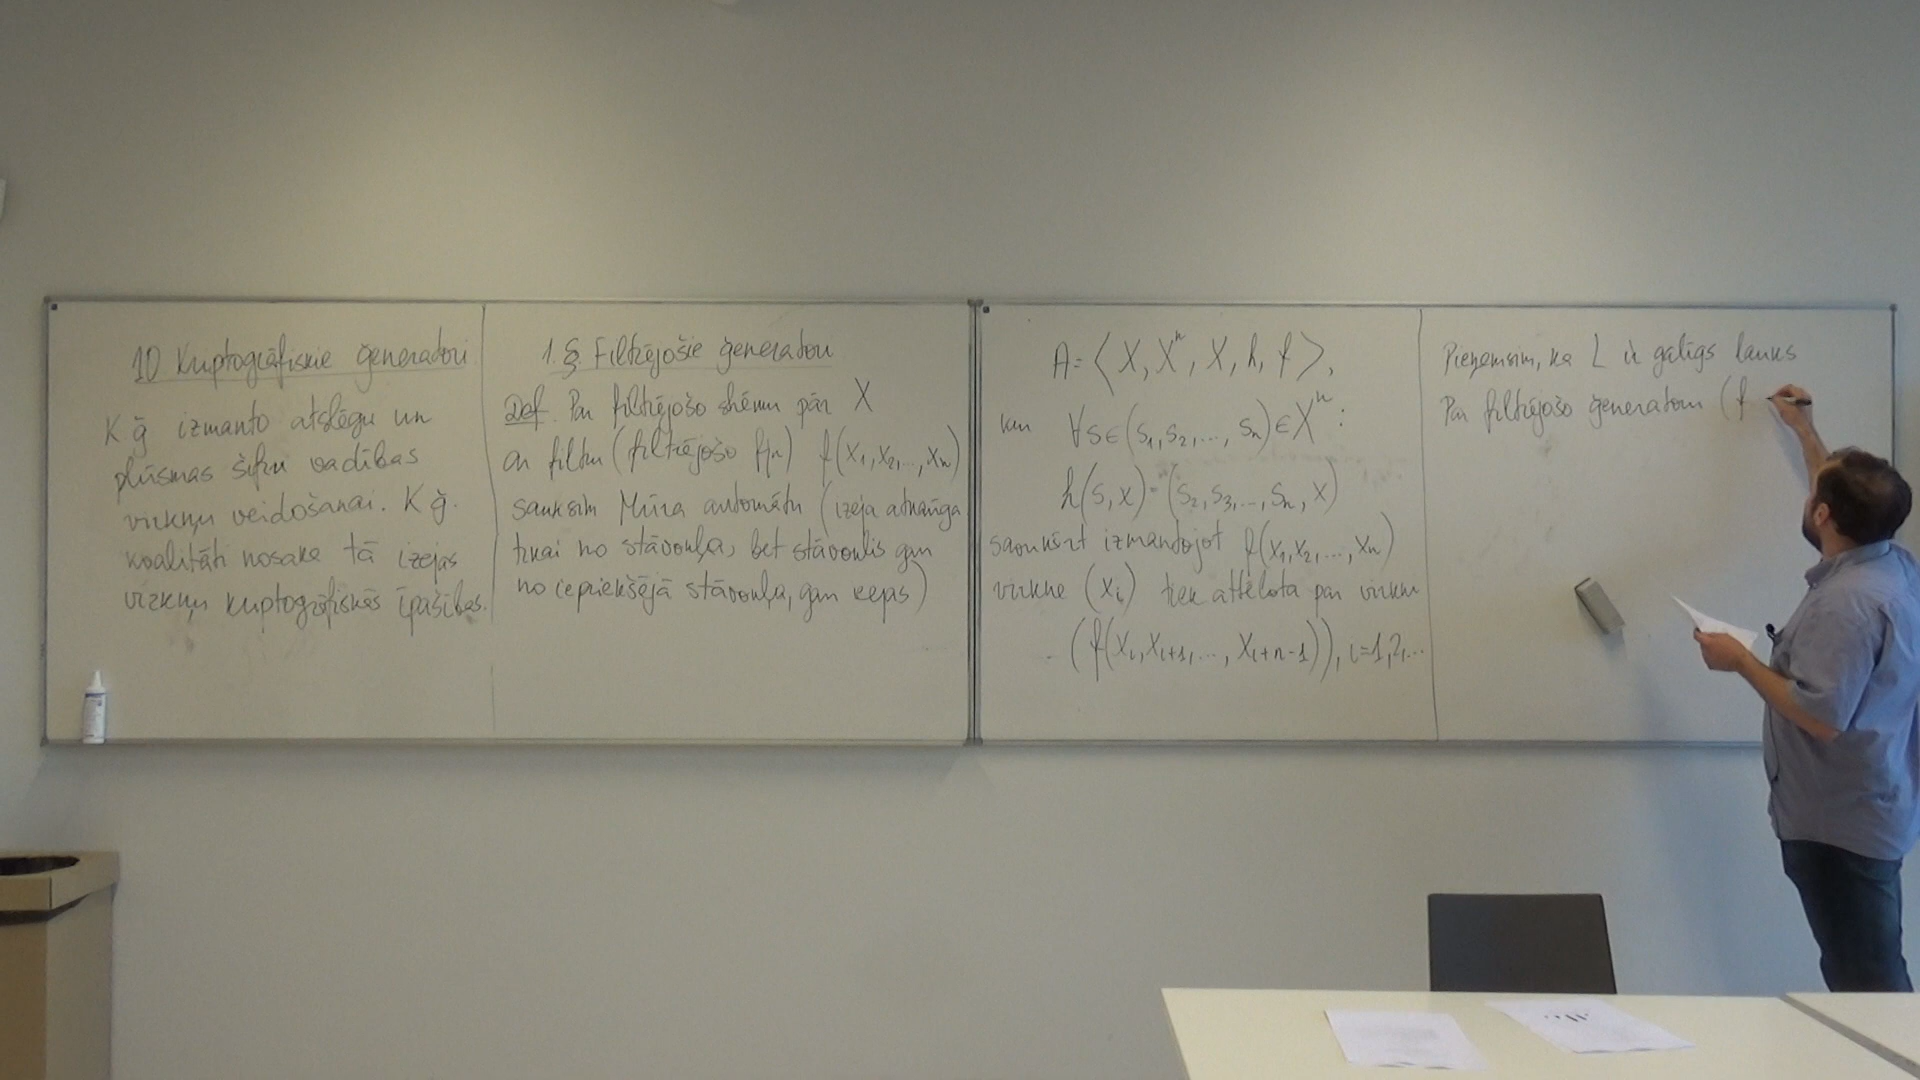 10 Kriptogrāfiskie ģeneratori
K ģ izmanto atslēgu un
plūsmas šifru vadības
virkņu veidošanai. K ģ.
kvalitāti nosaka tā izejas
virkņu kriptogrāfiskās īpašības.
1. §. Filtrējošie ģeneratori
Def. Par filtrējošo shēmu pār X
ar filtru (filtrējošo fju) f(x₁,x₂,...,xₙ)
sauksim Mūra automātu (izeja atkarīga
tikai no stāvokļa, bet stāvoklis gan
no iepriekšējā stāvokļa, gan ieejas)
A = ⟨X, Xⁿ, X, h, f⟩,
kur ∀s∈(s₁,s₂,...,sₙ)∈Xⁿ:
h(s,x)=(s₂,s₃,...,sₙ,x)
savukārt izmantojot f(x₁,x₂,...,xₙ)
virkne (xᵢ) tiek attēlota par virkni
(f(xᵢ,xᵢ₊₁,...,xᵢ₊ₙ₋₁)), i=1,2,...
Pieņemsim, ka L ir galīgs lauks
Par filtrējošo ģeneratoru (f